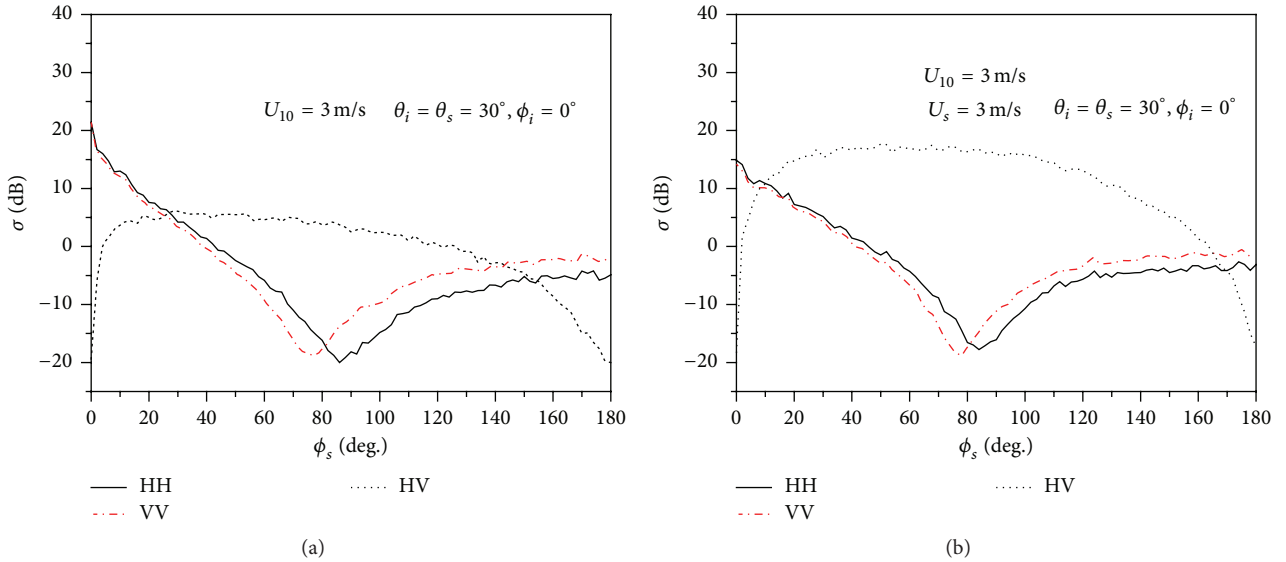 40
30
20
10
0
−10
−20
σ (dB)
U10 = 3 m/s θi = θs = 30°, ϕi = 0°
0 20 40 60 80 100 120 140 160 180
ϕs (deg.)
HH
VV
HV
(a)
40
30
20
10
0
−10
−20
σ (dB)
U10 = 3 m/s
Us = 3 m/s θi = θs = 30°, ϕi = 0°
0 20 40 60 80 100 120 140 160 180
ϕs (deg.)
HH
VV
HV
(b)